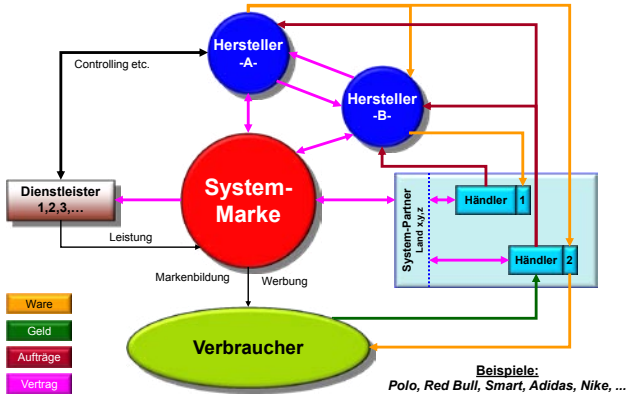 Hersteller
-A-
Controlling etc.
Hersteller
-B-
Dienstleister
1,2,3,...
System-
Marke
System-Partner
Land x,y,z
Händler 1
Händler 2
Leistung
Markenbildung
Werbung
Verbraucher
Ware
Geld
Aufträge
Vertrag
Beispiele:
Polo, Red Bull, Smart, Adidas, Nike, ...